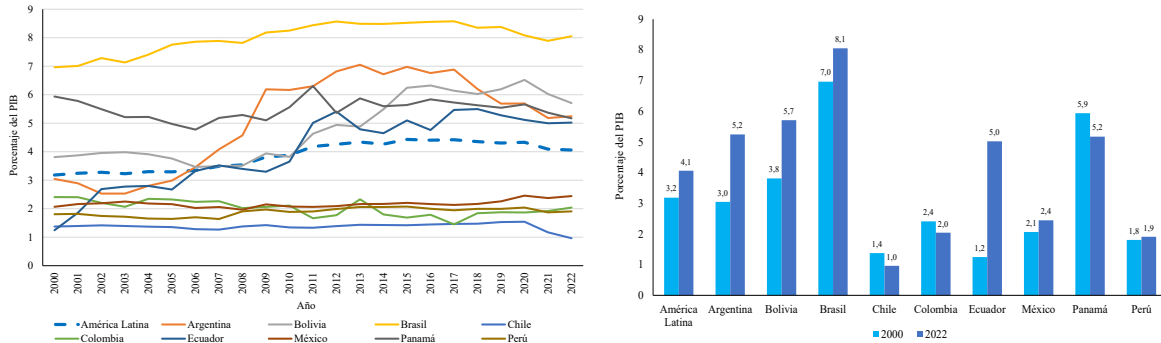 Porcentaje del PIB
9
8
7
6
5
4
3
2
1
0
2000 2001 2002 2003 2004 2005 2006 2007 2008 2009 2010 2011 2012 2013 2014 2015 2016 2017 2018 2019 2020 2021 2022
Año
América Latina Argentina Bolivia Brasil Chile
Colombia Ecuador México Panamá Perú
Porcentaje del PIB
9
8
7
6
5
4
3
2
1
0
3,2 4,1 3,0 5,2 3,8 5,7 7,0 8,1 1,4 1,0 2,4 2,0 1,2 5,0 2,1 2,4 5,9 5,2 1,8 1,9
América Latina Argentina Bolivia Brasil Chile Colombia Ecuador México Panamá Perú
2000 2022